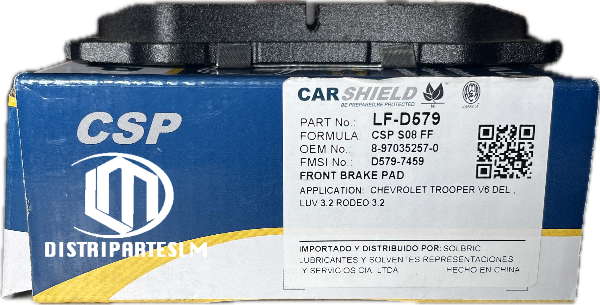 CSP
DISTRIPARTESLM
CARSHIELD
BE PREPARED, BE PROTECTED
PART No.: LF-D579
FORMULA: CSP S08 FF
OEM No.: 8-97035257-0
FMSI No.: D579-7459
FRONT BRAKE PAD
APPLICATION: CHEVROLET TROOPER V6 DEL ,
LUV 3.2 RODEO 3.2
IMPORTADO Y DISTRIBUIDO POR: SOLBRIC
LUBRICANTES Y SOLVENTES REPRESENTACIONES
Y SERVICIOS CIA. LTDA HECHO EN CHINA